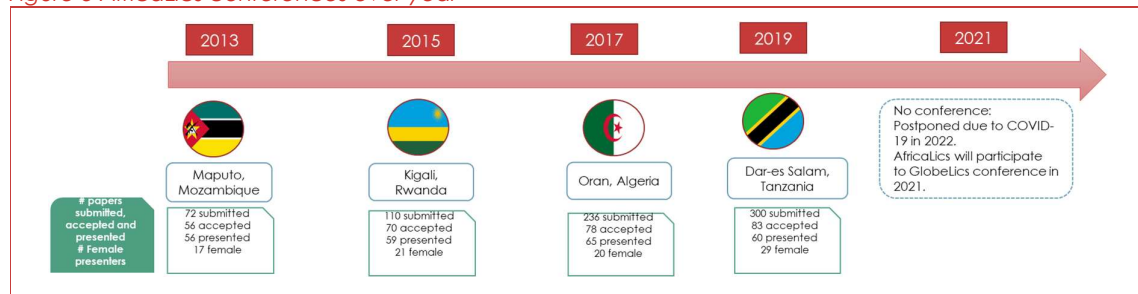 2013
2015
2017
2019
2021
Maputo,
Mozambique
Kigali,
Rwanda
Oran, Algeria
Dar-es Salam,
Tanzania
No conference:
Postponed due to COVID-
19 in 2022.
AfricaLics will participate
to GlobeLics conference in
2021.
# papers
submitted,
accepted and
presented
# Female
presenters
72 submitted
56 accepted
56 presented
17 female
110 submitted
70 accepted
59 presented
21 female
236 submitted
78 accepted
65 presented
20 female
300 submitted
83 accepted
60 presented
29 female